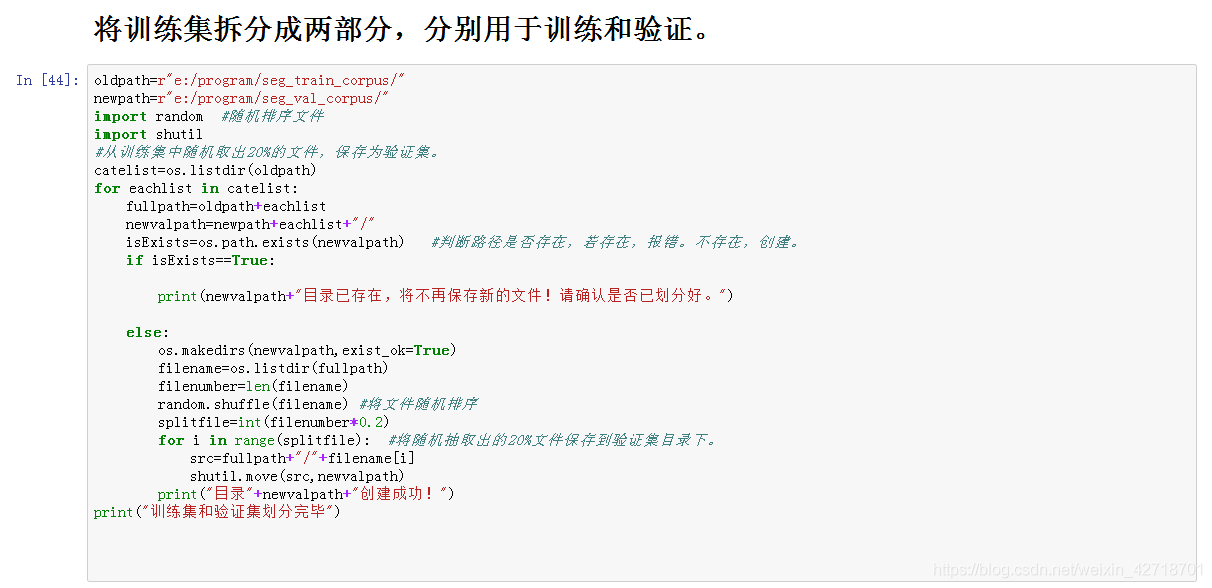 将训练集拆分成两部分，分别用于训练和验证。
In [44]:
oldpath=r"e:/program/seg_train_corpus/"
newpath=r"e:/program/seg_val_corpus/"
import random  #随机排序文件
import shutil
#从训练集中随机取出20%的文件，保存为验证集。
catelist=os.listdir(oldpath)
for eachlist in catelist:
    fullpath=oldpath+eachlist
    newvalpath=newpath+eachlist+"/"
    isExists=os.path.exists(newvalpath)   #判断路径是否存在，若存在，报错。不存在，创建。
    if isExists==True:
        print(newvalpath+"目录已存在，将不再保存新的文件！请确认是否已划分好。")
    else:
        os.makedirs(newvalpath,exist_ok=True)
        filename=os.listdir(fullpath)
        filenumber=len(filename)
        random.shuffle(filename) #将文件随机排序
        splitfile=int(filenumber*0.2)
        for i in range(splitfile):  #将随机抽取出的20%文件保存到验证集目录下。
            src=fullpath+"/"+filename[i]
            shutil.move(src,newvalpath)
        print("目录"+newvalpath+"创建成功！")
print("训练集和验证集划分完毕")
https://blog.csdn.net/weixin_42718701